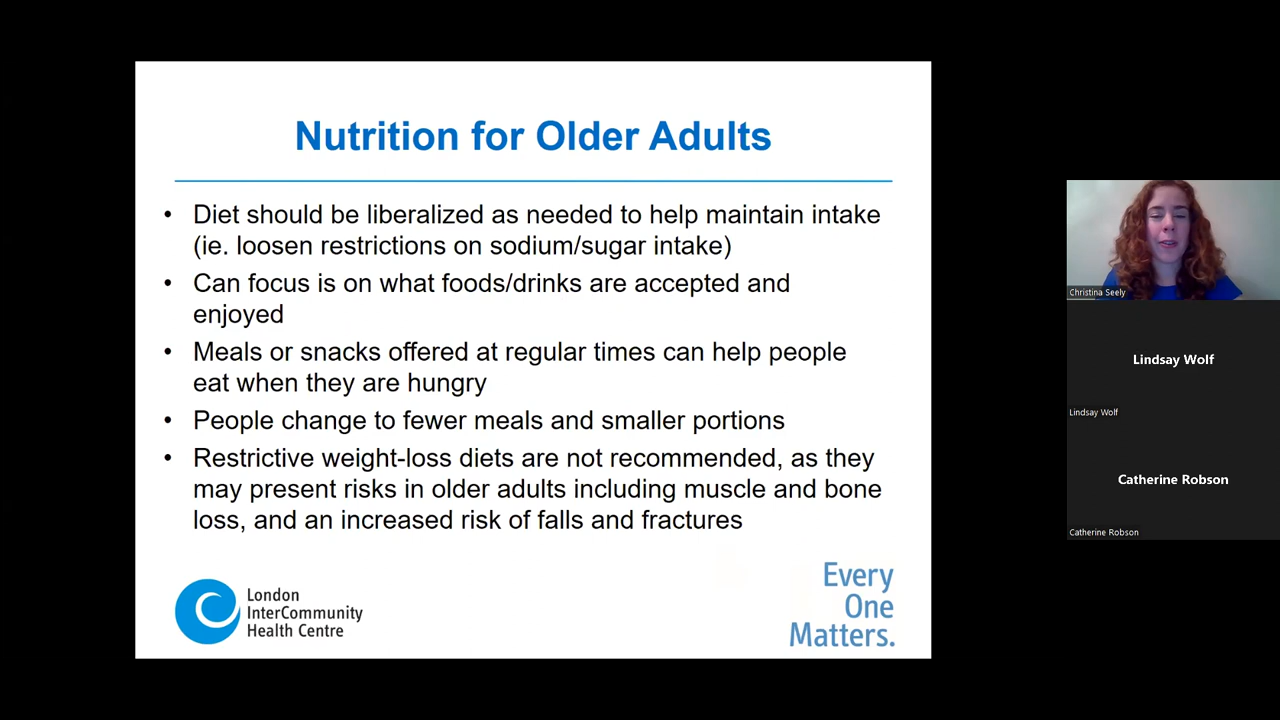 Nutrition for Older Adults
• Diet should be liberalized as needed to help maintain intake
(ie. loosen restrictions on sodium/sugar intake)
• Can focus is on what foods/drinks are accepted and
enjoyed
• Meals or snacks offered at regular times can help people
eat when they are hungry
• People change to fewer meals and smaller portions
• Restrictive weight-loss diets are not recommended, as they
may present risks in older adults including muscle and bone
loss, and an increased risk of falls and fractures
London
InterCommunity
Health Centre
Every
One
Matters.
Christina Seely
Lindsay Wolf
Lindsay Wolf
Catherine Robson
Catherine Robson